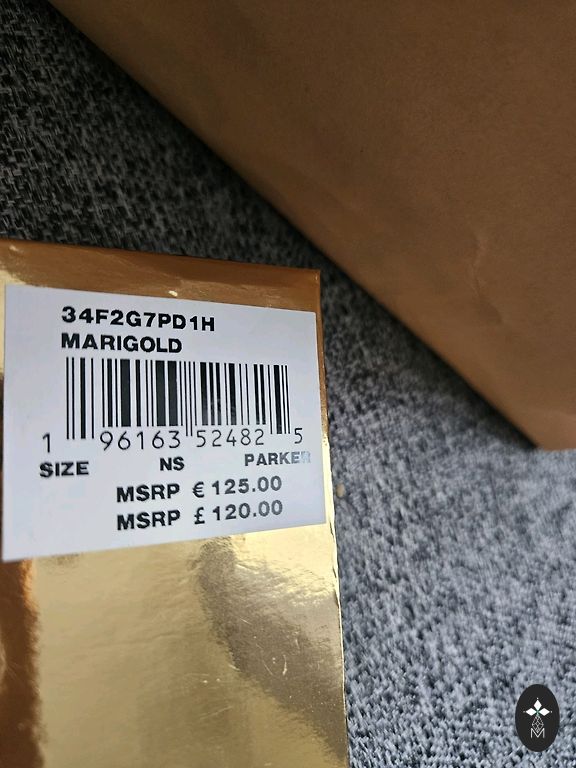 34F2G7PD1H
MARIGOLD
1 96163 52482 5
SIZE NS PARKER
MSRP € 125.00
MSRP £ 120.00
M